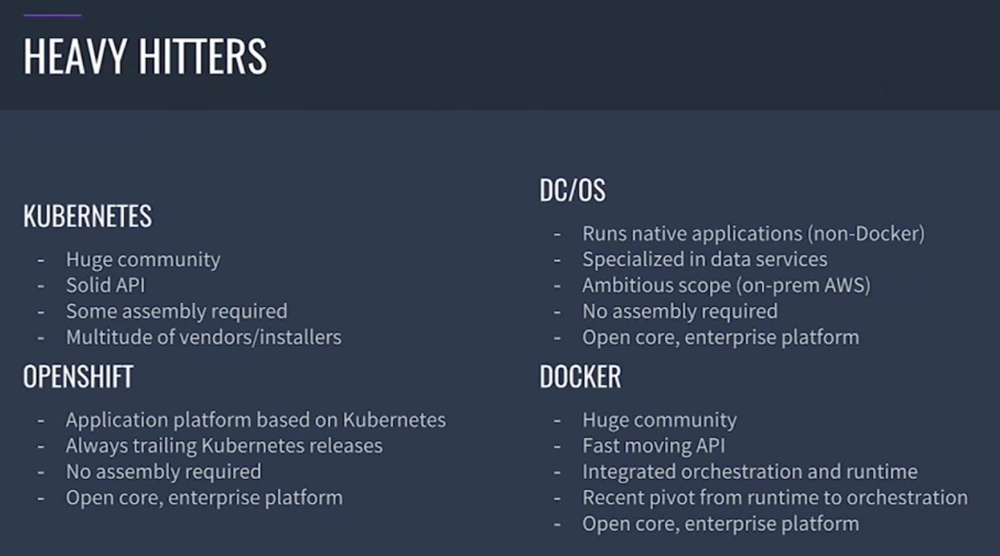 HEAVY HITTERS
KUBERNETES
- Huge community
- Solid API
- Some assembly required
- Multitude of vendors/installers
OPENSHIFT
- Application platform based on Kubernetes
- Always trailing Kubernetes releases
- No assembly required
- Open core, enterprise platform
DC/OS
- Runs native applications (non-Docker)
- Specialized in data services
- Ambitious scope (on-prem AWS)
- No assembly required
- Open core, enterprise platform
DOCKER
- Huge community
- Fast moving API
- Integrated orchestration and runtime
- Recent pivot from runtime to orchestration
- Open core, enterprise platform